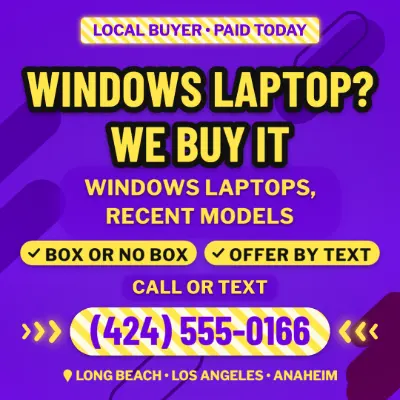 LOCAL BUYER • PAID TODAY
WINDOWS LAPTOP?
WE BUY IT
WINDOWS LAPTOPS,
RECENT MODELS
BOX OR NO BOX
OFFER BY TEXT
CALL OR TEXT
(424) 555-0166
LONG BEACH • LOS ANGELES • ANAHEIM